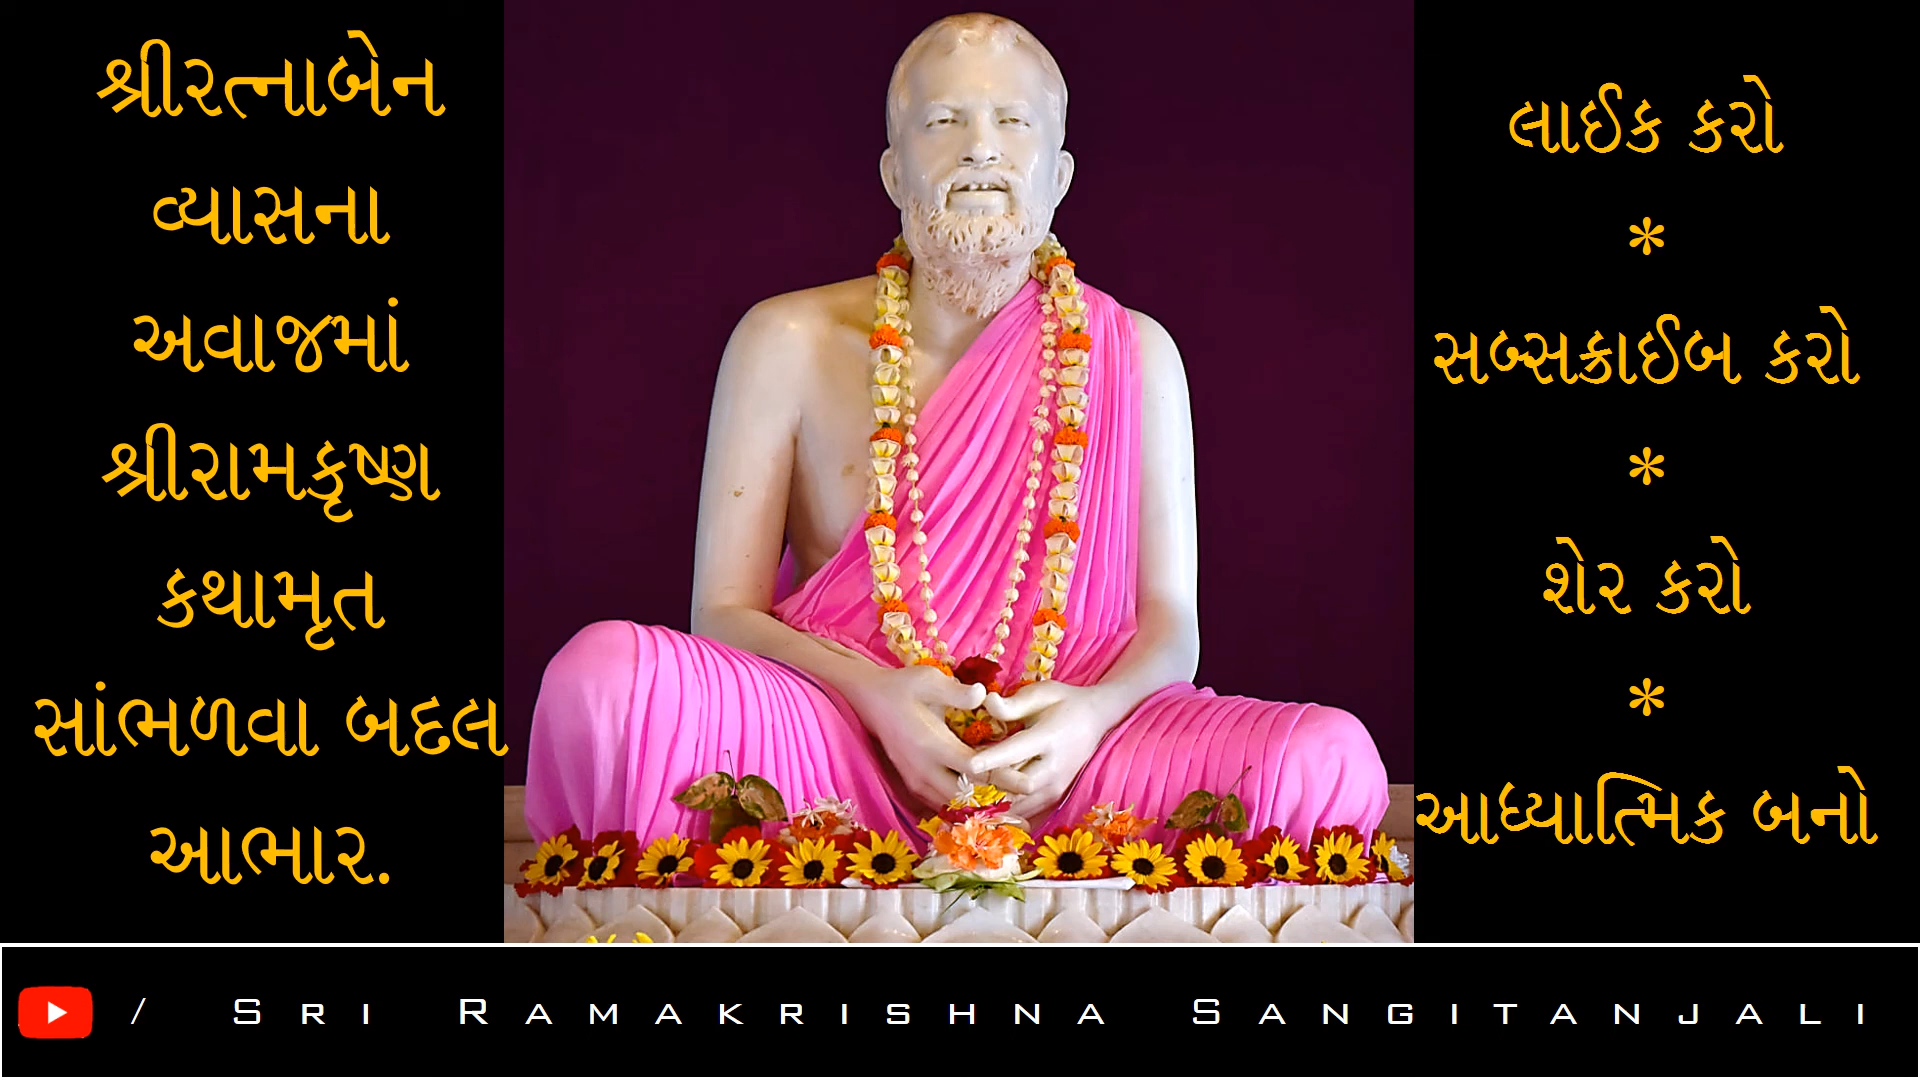 શ્રીરત્નાબેન
વ્યાસના
અવાજમાં
શ્રીરામકૃષ્ણ
કથામૃત
સાંભળવા બદલ
આભાર.
લાઈક કરો
*
સબ્સક્રાઈબ કરો
*
શેર કરો
*
આધ્યાત્મિક બનો
/ SRI RAMAKRISHNA SANGITANJALI